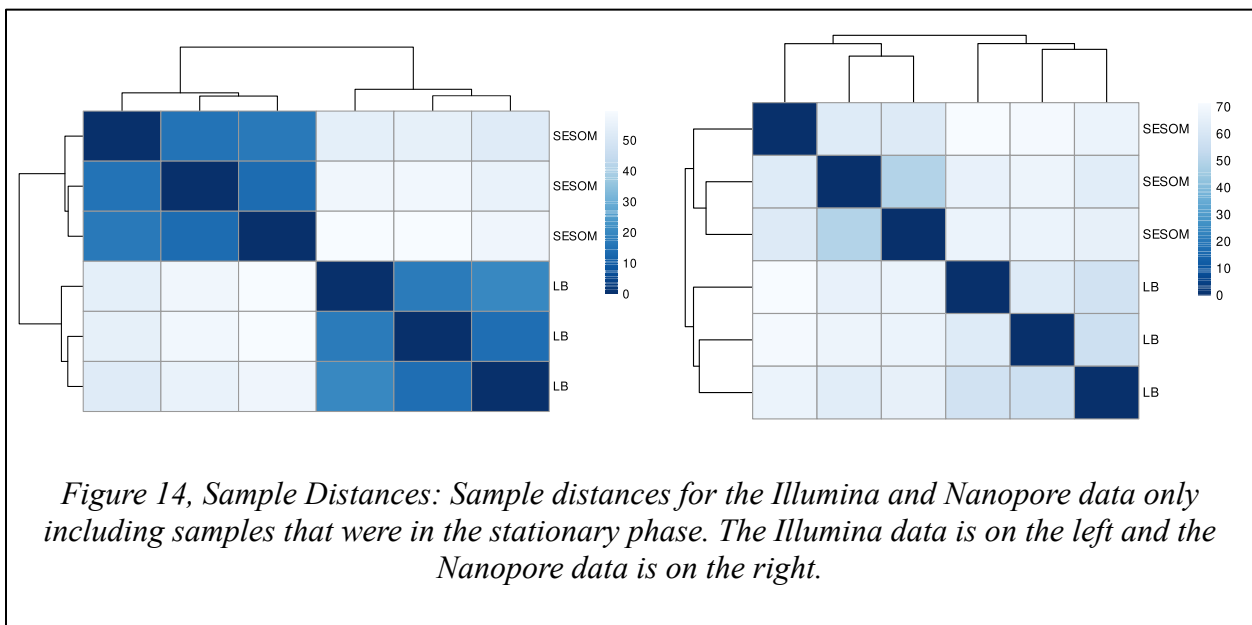 SESOM
SESOM
SESOM
LB
LB
LB
50
40
30
20
10
0
SESOM
SESOM
SESOM
LB
LB
LB
70
60
50
40
30
20
10
0
Figure 14, Sample Distances: Sample distances for the Illumina and Nanopore data only
including samples that were in the stationary phase. The Illumina data is on the left and the
Nanopore data is on the right.